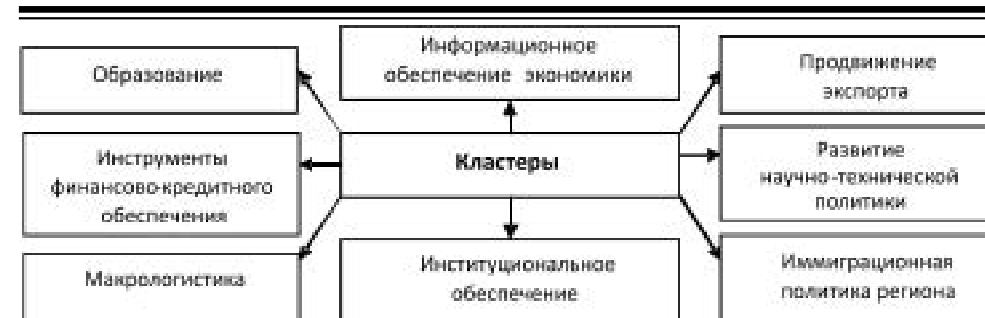 Образование
Информационное
обеспечение экономики
Продвижение
экспорта
Инструменты
финансово-кредитного
обеспечения
Кластеры
Развитие
научно-технической
политики
Макрологистика
Институциональное
обеспечение
Иммиграционная
политика региона